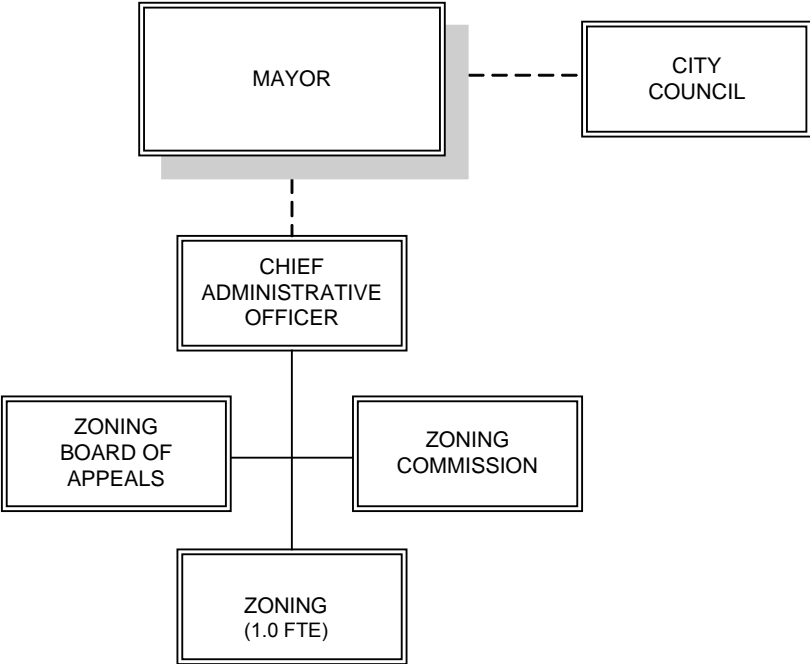 MAYOR
CITY
COUNCIL
CHIEF
ADMINISTRATIVE
OFFICER
ZONING
BOARD OF
APPEALS
ZONING
COMMISSION
ZONING
(1.0 FTE)